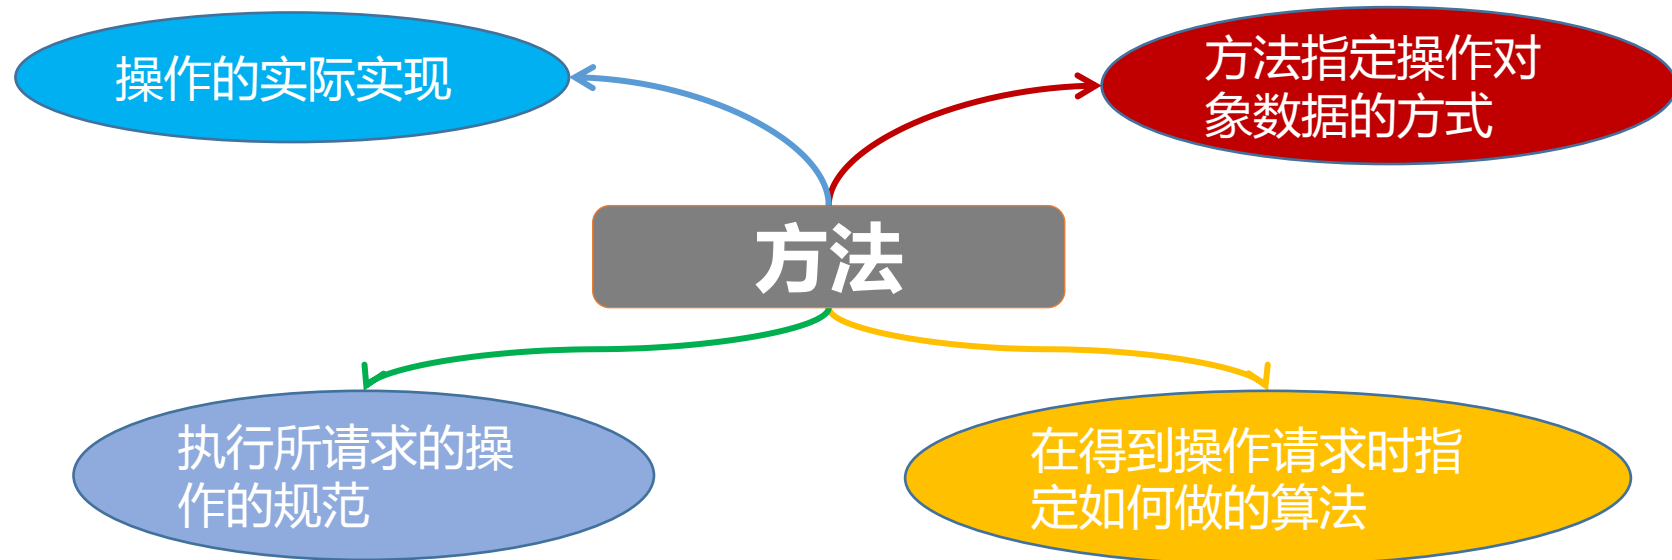 操作的实际实现
方法指定操作对
象数据的方式
方法
执行所请求的操
作的规范
在得到操作请求时指
定如何做的算法